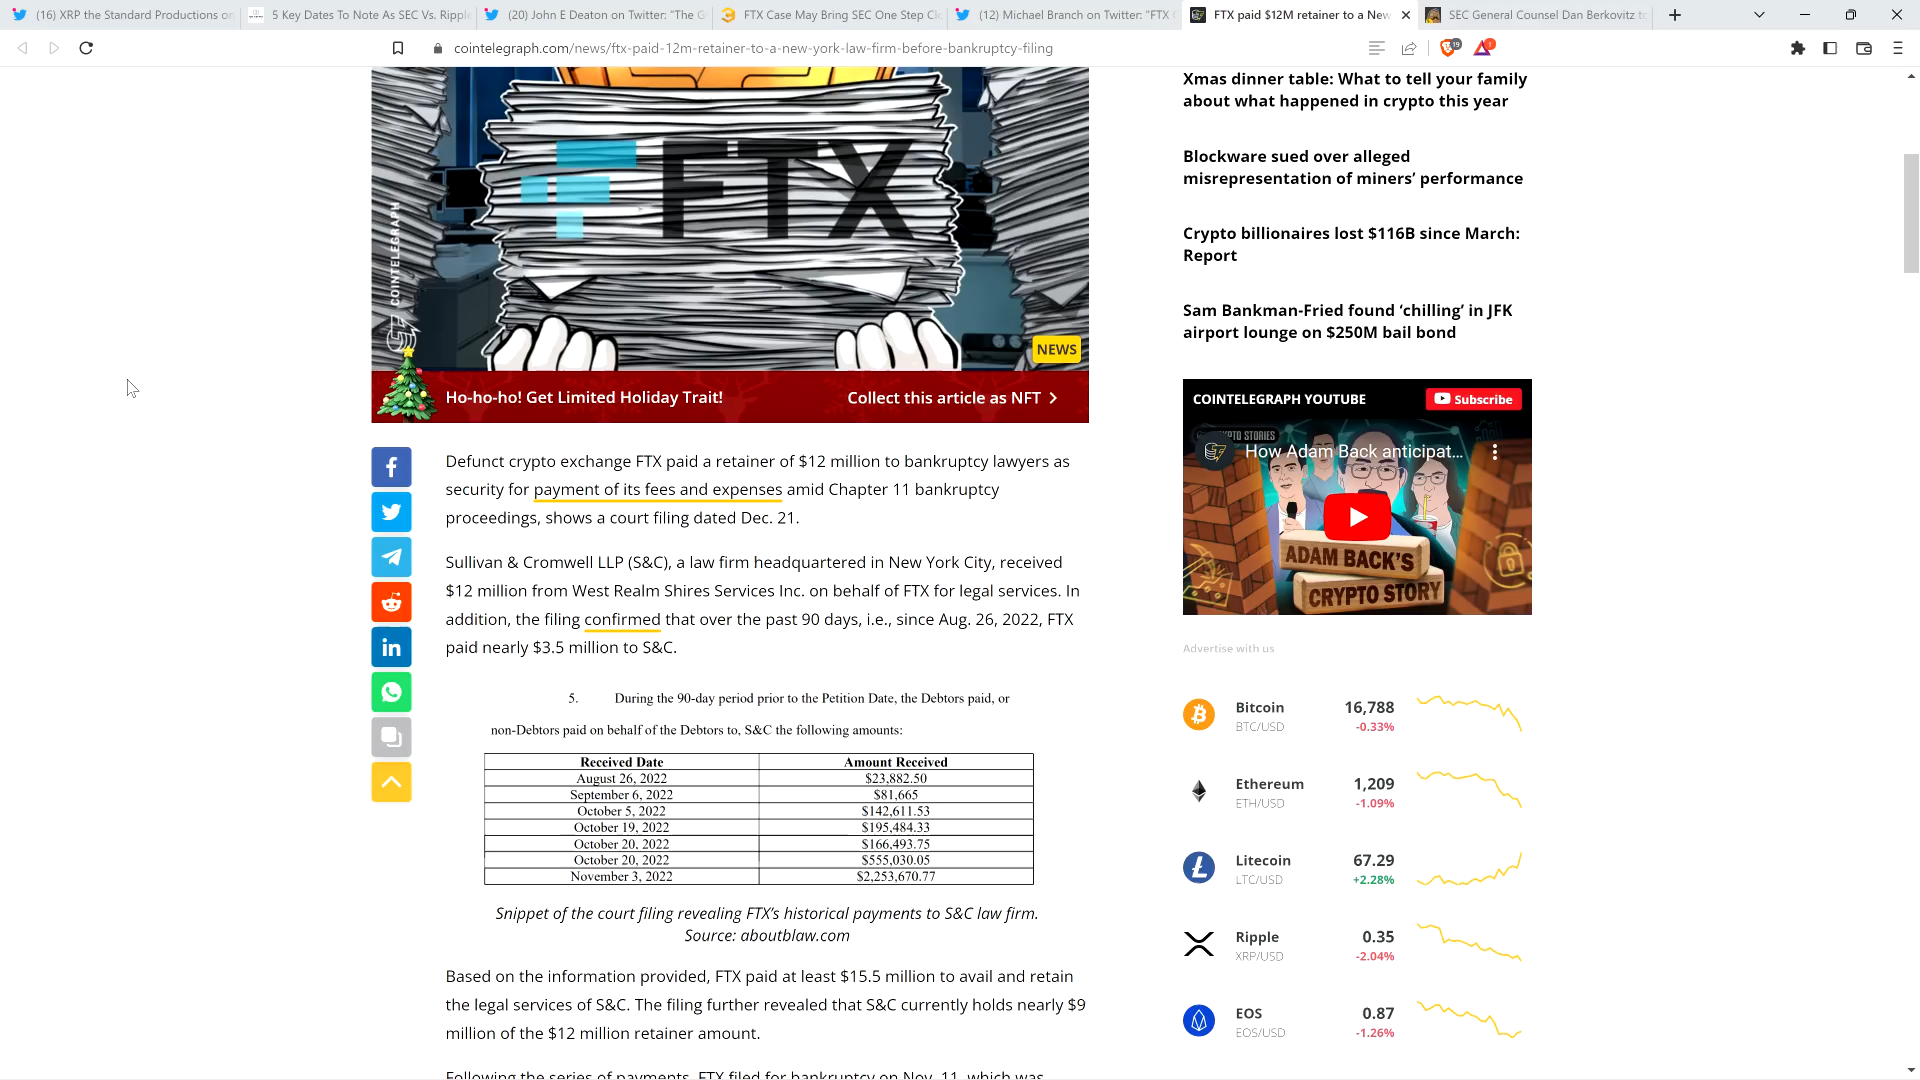 (16) XRP the Standard Productions on
5 Key Dates To Note As SEC Vs. Ripple
(20) John E Deaton on Twitter: "The G
FTX Case May Bring SEC One Step Cl
(12) Michael Branch on Twitter: "FTX
FTX paid $12M retainer to a New
SEC General Counsel Dan Berkovitz to
cointelegraph.com/news/ftx-paid-12m-retainer-to-a-new-york-law-firm-before-bankruptcy-filing
19
1
FTX
COINTELEGRAPH
NEWS
Ho-ho-ho! Get Limited Holiday Trait!
Collect this article as NFT
Defunct crypto exchange FTX paid a retainer of $12 million to bankruptcy lawyers as
security for payment of its fees and expenses amid Chapter 11 bankruptcy
proceedings, shows a court filing dated Dec. 21.
Sullivan & Cromwell LLP (S&C), a law firm headquartered in New York City, received
$12 million from West Realm Shires Services Inc. on behalf of FTX for legal services. In
addition, the filing confirmed that over the past 90 days, i.e., since Aug. 26, 2022, FTX
paid nearly $3.5 million to S&C.
5. During the 90-day period prior to the Petition Date, the Debtors paid, or
non-Debtors paid on behalf of the Debtors to, S&C the following amounts:
Received Date Amount Received
August 26, 2022 $23,882.50
September 6, 2022 $81,665
October 5, 2022 $142,611.53
October 19, 2022 $195,484.33
October 20, 2022 $166,493.75
October 20, 2022 $555,030.05
November 3, 2022 $2,253,670.77
Snippet of the court filing revealing FTX's historical payments to S&C law firm.
Source: aboutblaw.com
Based on the information provided, FTX paid at least $15.5 million to avail and retain
the legal services of S&C. The filing further revealed that S&C currently holds nearly $9
million of the $12 million retainer amount.
Following the series of payments, FTX filed for bankruptcy on Nov. 11, which was
Xmas dinner table: What to tell your family
about what happened in crypto this year
Blockware sued over alleged
misrepresentation of miners' performance
Crypto billionaires lost $116B since March:
Report
Sam Bankman-Fried found 'chilling' in JFK
airport lounge on $250M bail bond
COINTELEGRAPH YOUTUBE
Subscribe
CRYPTO STORIES
How Adam Back anticipat...
ADAM BACK'S
CRYPTO STORY
Advertise with us
Bitcoin 16,788
BTC/USD -0.33%
Ethereum 1,209
ETH/USD -1.09%
Litecoin 67.29
LTC/USD +2.28%
Ripple 0.35
XRP/USD -2.04%
EOS 0.87
EOS/USD -1.26%